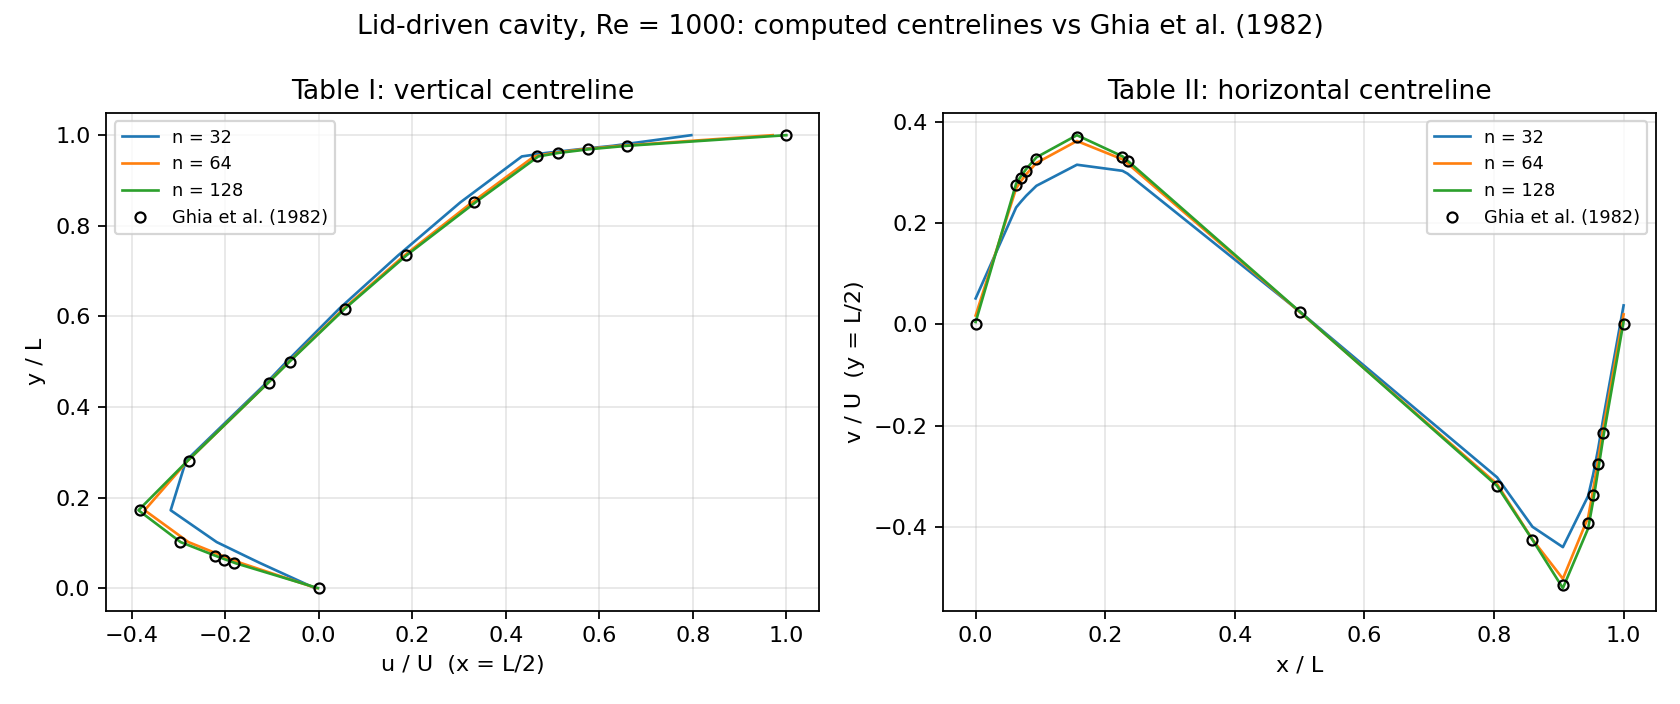 Lid-driven cavity, Re = 1000: computed centrelines vs Ghia et al. (1982)
Table I: vertical centreline
n = 32
n = 64
n = 128
Ghia et al. (1982)
1.0
0.8
0.6
0.4
0.2
0.0
y / L
−0.4 −0.2 0.0 0.2 0.4 0.6 0.8 1.0
u / U (x = L/2)
Table II: horizontal centreline
n = 32
n = 64
n = 128
Ghia et al. (1982)
0.4
0.2
0.0
−0.2
−0.4
v / U (y = L/2)
0.0 0.2 0.4 0.6 0.8 1.0
x / L